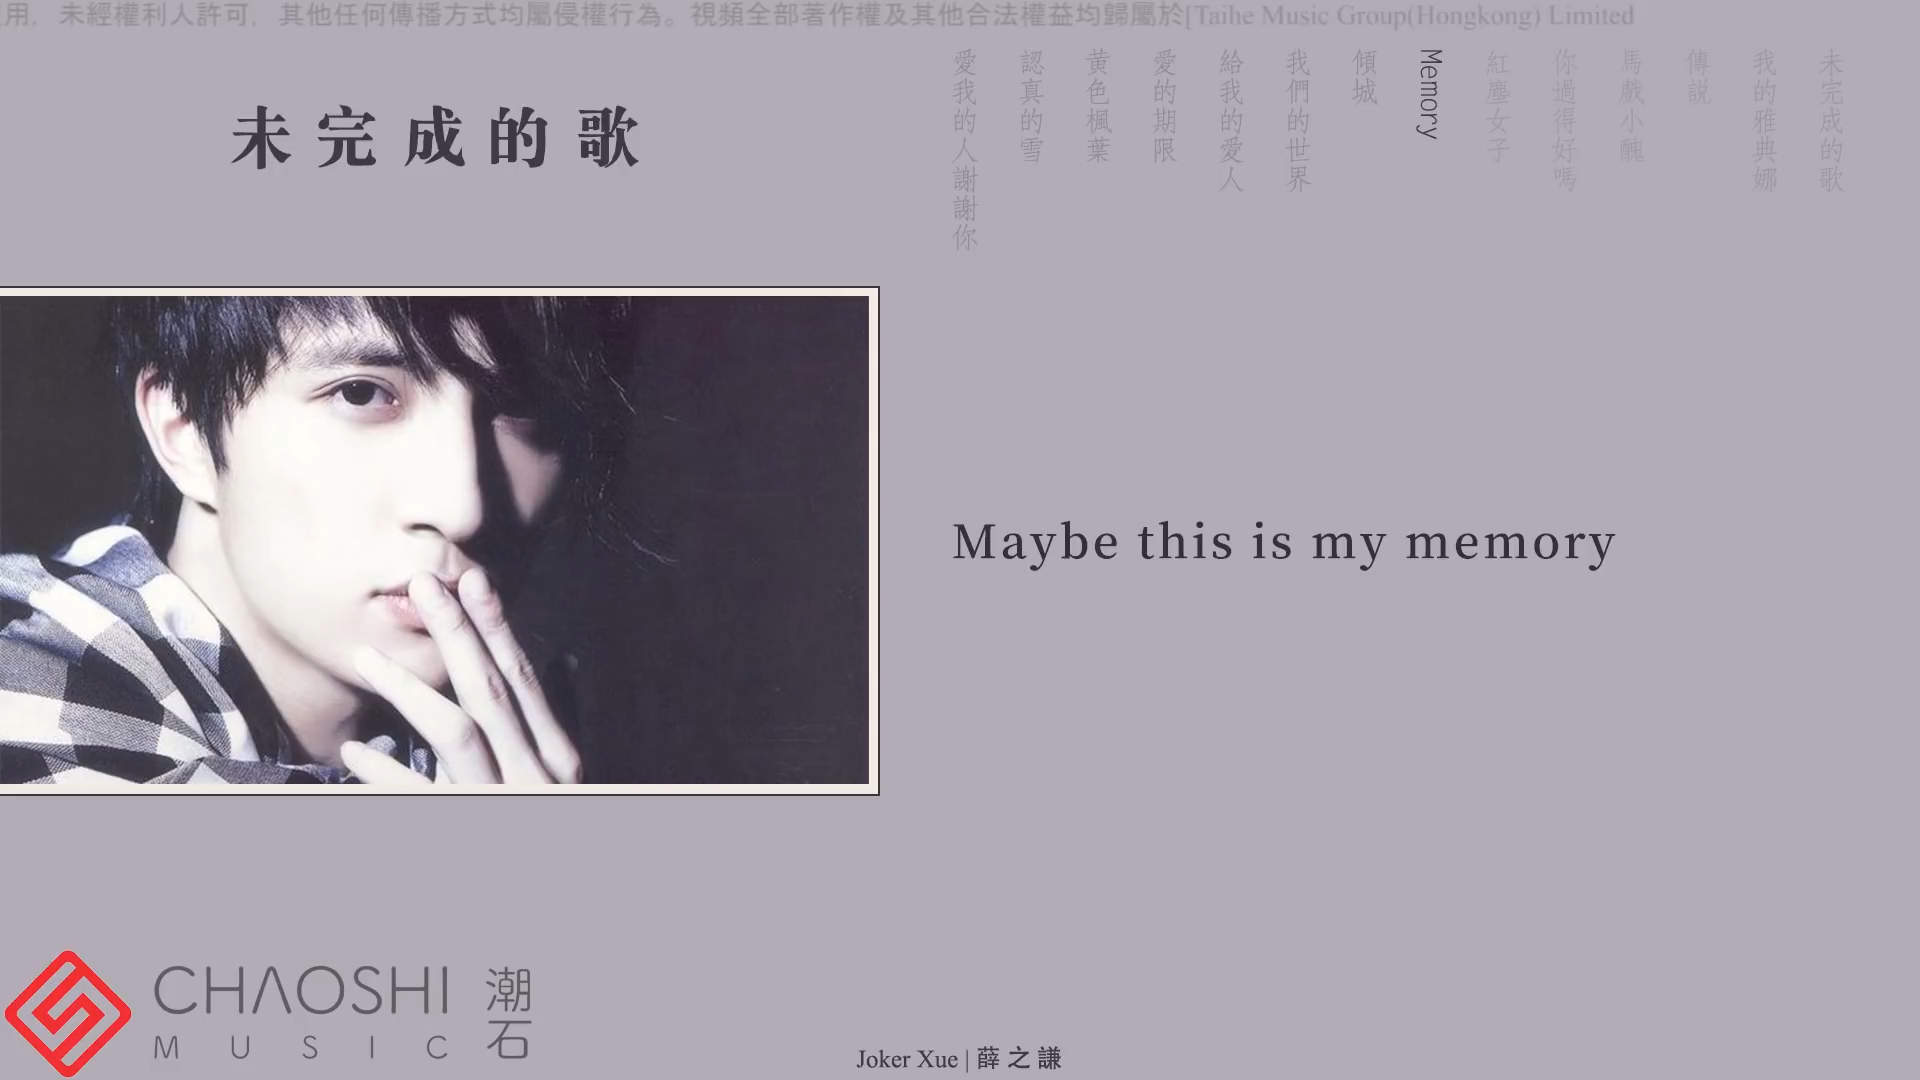 用，未經權利人許可，其他任何傳播方式均屬侵權行為。視頻全部著作權及其他合法權益均歸屬於[Taihe Music Group(Hongkong) Limited
未完成的歌
愛我的人謝謝你
認真的雪
黄色楓葉
愛的期限
給我的愛人
我們的世界
傾城
Memory
紅塵女子
你過得好嗎
馬戲小醜
傳説
我的雅典娜
未完成的歌
Maybe this is my memory
CHAOSHI
MUSIC
潮石
Joker Xue | 薛之謙